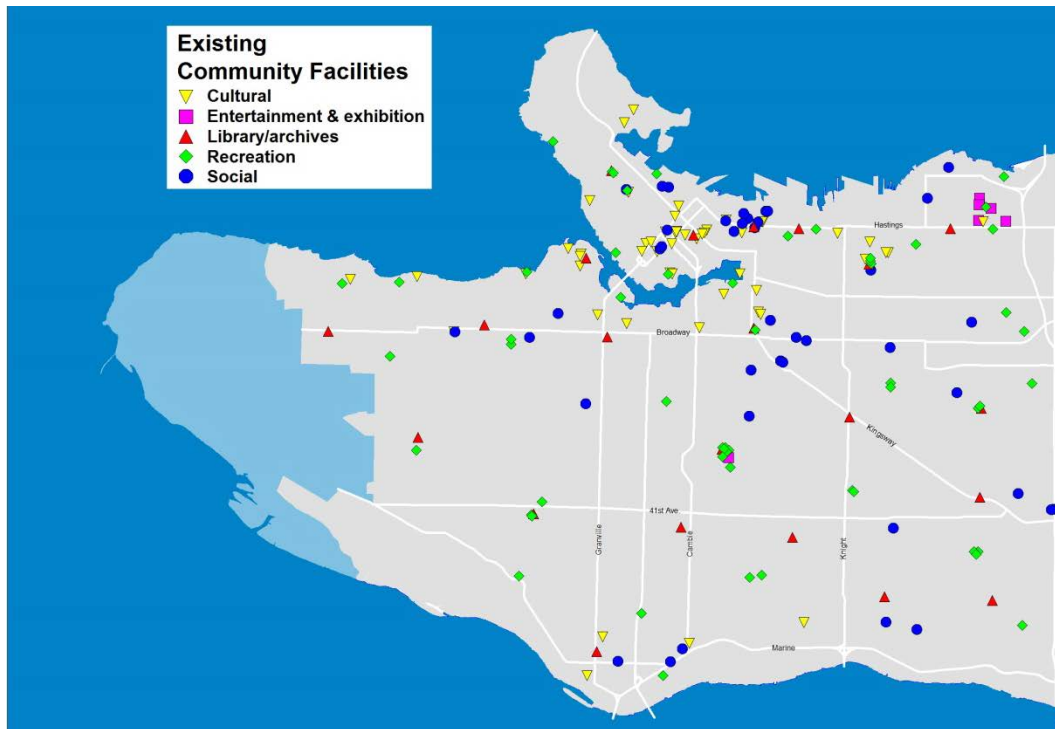 Existing
Community Facilities
Cultural
Entertainment & exhibition
Library/archives
Recreation
Social
Hastings
Broadway
Kingsway
41st Ave
Granville
Cambie
Knight
Marine